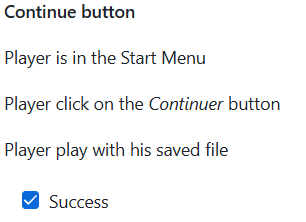 Continue button
Player is in the Start Menu
Player click on the Continuer button
Player play with his saved file
Success